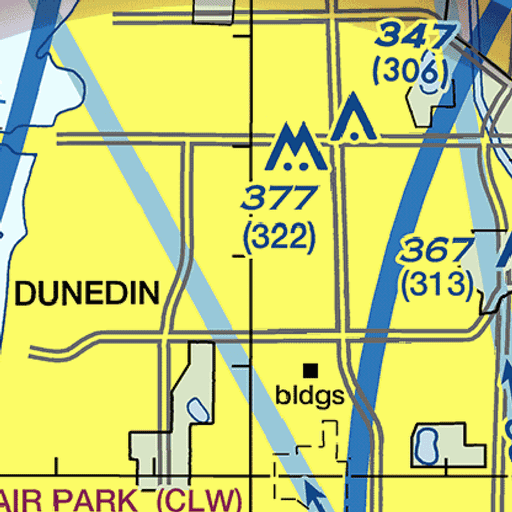 347
(306)
377
(322)
367
(313)
DUNEDIN
bldgs
AIR PARK (CLW)